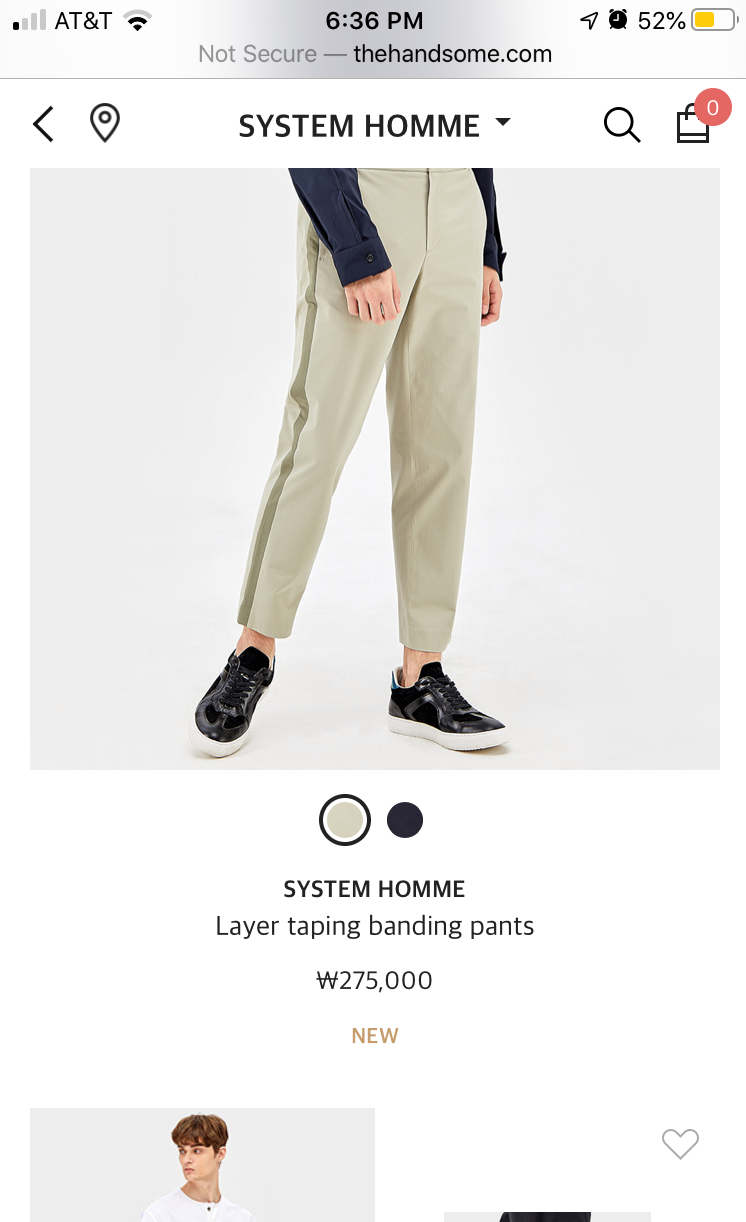 AT&T 6:36 PM 52%
Not Secure — thehandsome.com
SYSTEM HOMME
0
SYSTEM HOMME
Layer taping banding pants
₩275,000
NEW